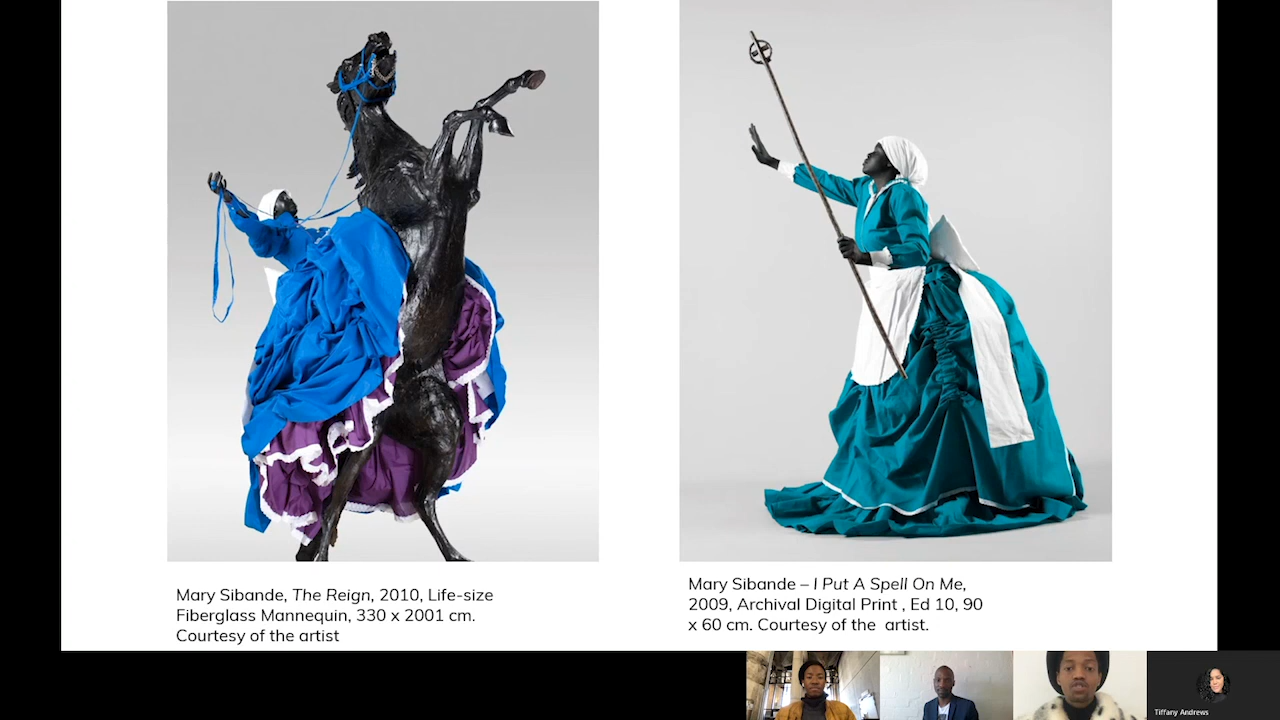 Mary Sibande, The Reign, 2010, Life-size
Fiberglass Mannequin, 330 x 2001 cm.
Courtesy of the artist
Mary Sibande – I Put A Spell On Me,
2009, Archival Digital Print , Ed 10, 90
x 60 cm. Courtesy of the  artist.
Tiffany Andrews